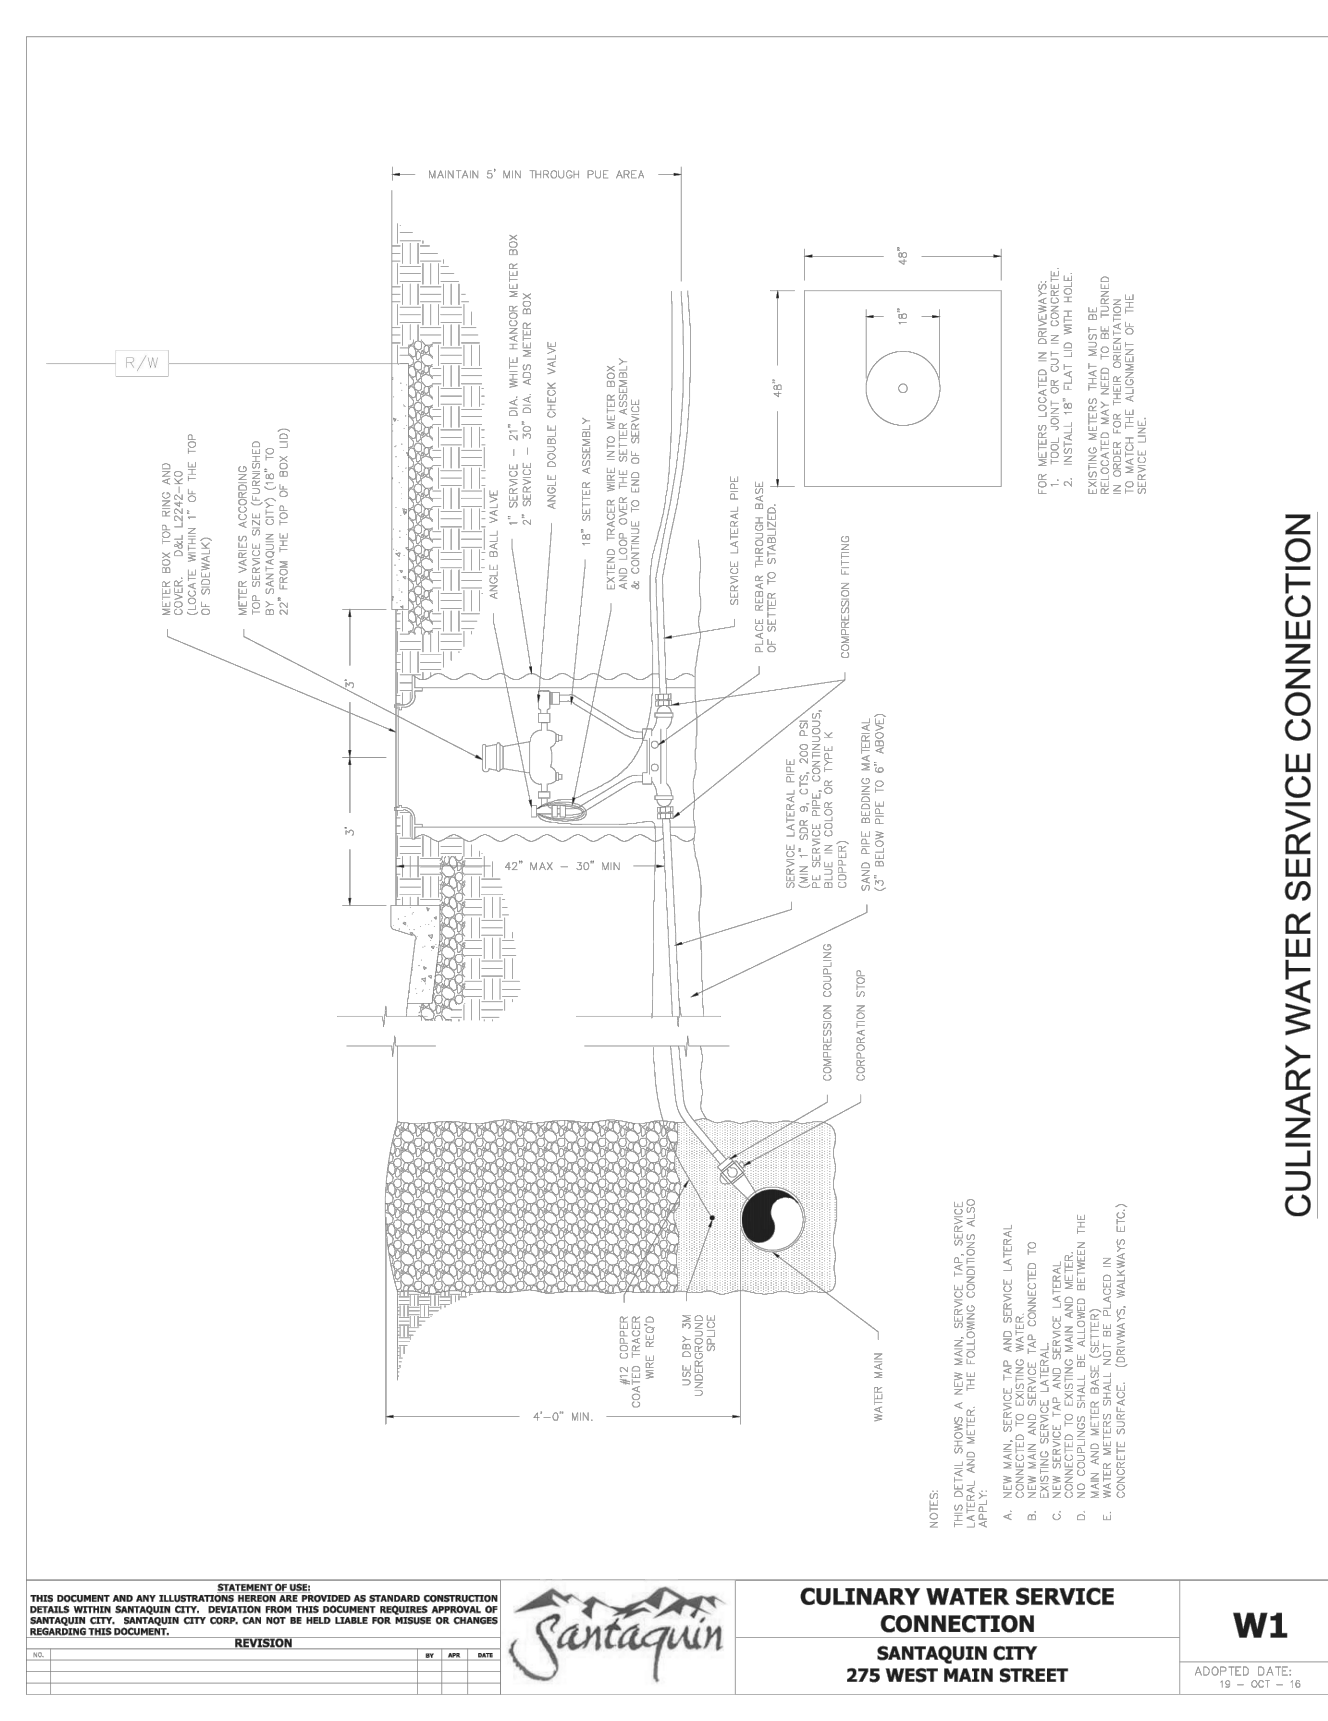 MAINTAIN 5' MIN THROUGH PUE AREA
R/W
METER BOX TOP RING AND
COVER. D&L L2242-K0
(LOCATE WITHIN 1" OF THE TOP
OF SIDEWALK)
METER VARIES ACCORDING
TOP SERVICE SIZE (FURNISHED
BY SANTAQUIN CITY) (18" TO
22" FROM THE TOP OF BOX LID)
3'
3'
ANGLE BALL VALVE
1" SERVICE - 21" DIA. WHITE HANCOR METER BOX
2" SERVICE - 30" DIA. ADS METER BOX
ANGLE DOUBLE CHECK VALVE
18" SETTER ASSEMBLY
EXTEND TRACER WIRE INTO METER BOX
AND LOOP OVER THE SETTER ASSEMBLY
& CONTINUE TO END OF SERVICE
SERVICE LATERAL PIPE
PLACE REBAR THROUGH BASE
OF SETTER TO STABLIZED.
COMPRESSION FITTING
48"
48"
18"
FOR METERS LOCATED IN DRIVEWAYS:
1. TOOL JOINT OR CUT IN CONCRETE.
2. INSTALL 18" FLAT LID WITH HOLE.
EXISTING METERS THAT MUST BE
RELOCATED MAY NEED TO BE TURNED
IN ORDER FOR THEIR ORIENTATION
TO MATCH THE ALIGNMENT OF THE
SERVICE LINE.
42" MAX - 30" MIN
SERVICE LATERAL PIPE
(MIN 1" SDR 9, CTS, 200 PSI
PE SERVICE PIPE, CONTINUOUS,
BLUE IN COLOR OR TYPE K
COPPER)
SAND PIPE BEDDING MATERIAL
(3" BELOW PIPE TO 6" ABOVE)
COMPRESSION COUPLING
CORPORATION STOP
#12 COPPER
COATED TRACER
WIRE REQ'D
USE DBY 3M
UNDERGROUND
SPLICE
WATER MAIN
4'-0" MIN.
NOTES:
THIS DETAIL SHOWS A NEW MAIN, SERVICE TAP, SERVICE
LATERAL AND METER. THE FOLLOWING CONDITIONS ALSO
APPLY:
A. NEW MAIN, SERVICE TAP AND SERVICE LATERAL
CONNECTED TO EXISTING WATER.
B. NEW MAIN AND SERVICE TAP CONNECTED TO
EXISTING SERVICE LATERAL.
C. NEW SERVICE TAP AND SERVICE LATERAL
CONNECTED TO EXISTING MAIN AND METER.
D. NO COUPLINGS SHALL BE ALLOWED BETWEEN THE
MAIN AND METER BASE (SETTER)
E. WATER METERS SHALL NOT BE PLACED IN
CONCRETE SURFACE. (DRIVWAYS, WALKWAYS ETC.)
CULINARY WATER SERVICE CONNECTION
STATEMENT OF USE:
THIS DOCUMENT AND ANY ILLUSTRATIONS HEREON ARE PROVIDED AS STANDARD CONSTRUCTION
DETAILS WITHIN SANTAQUIN CITY. DEVIATION FROM THIS DOCUMENT REQUIRES APPROVAL OF
SANTAQUIN CITY. SANTAQUIN CITY CORP. CAN NOT BE HELD LIABLE FOR MISUSE OR CHANGES
REGARDING THIS DOCUMENT.
REVISION
NO. BY APR DATE
Santaquin
CULINARY WATER SERVICE
CONNECTION
SANTAQUIN CITY
275 WEST MAIN STREET
W1
ADOPTED DATE:
19 - OCT - 16